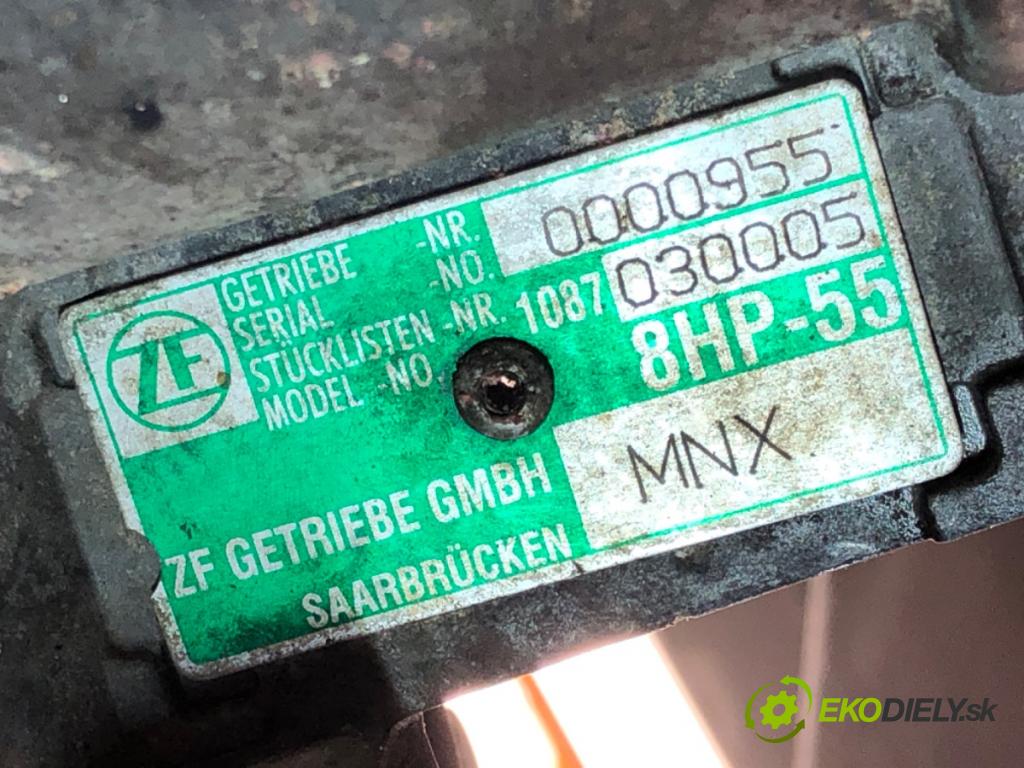 ZF
GETRIEBE -NR. 0000955
SERIAL -NO.
STÜCKLISTEN -NR. 1087 030005
MODEL -NO. 8HP-55
MNX.
ZF GETRIEBE GMBH
SAARBRÜCKEN
EKODIELY.sk